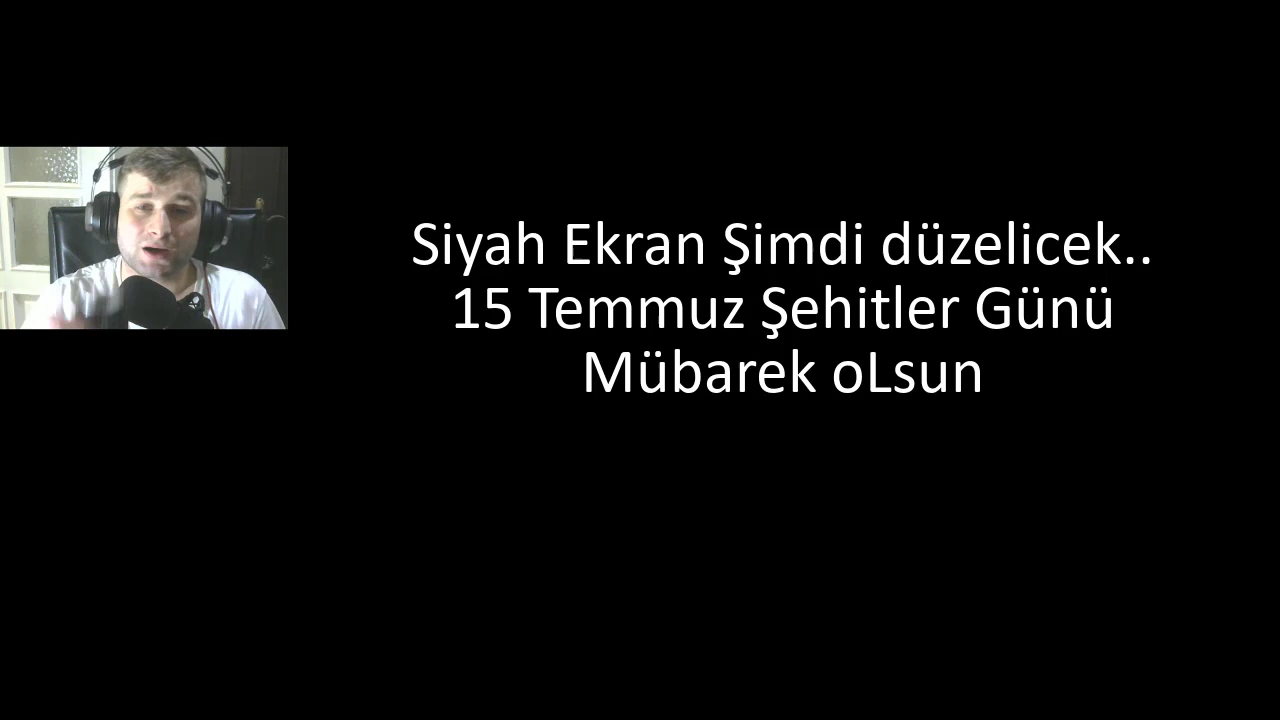 Siyah Ekran Şimdi düzelicek..
15 Temmuz Şehitler Günü
Mübarek oLsun